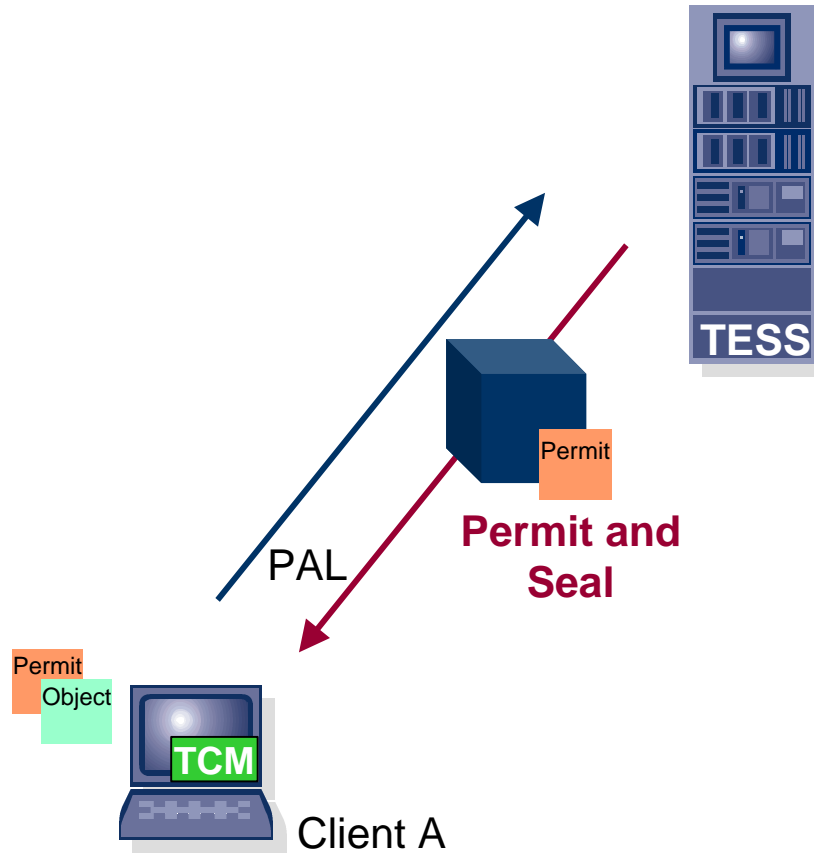 TESS
Permit
Permit and
Seal
PAL
Permit
Object
TCM
Client A